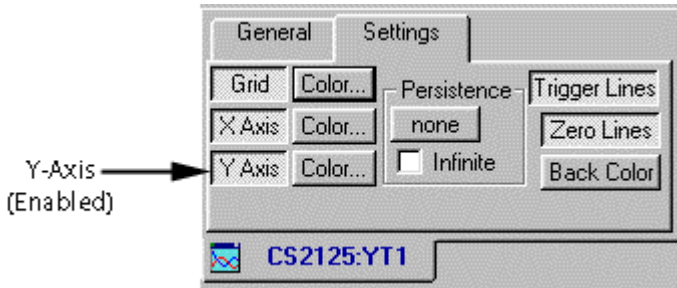 General Settings
Grid Color... Persistence Trigger Lines
X Axis Color... none Zero Lines
Y-Axis Y Axis Color... Infinite Back Color
(Enabled)
CS2125:YT1